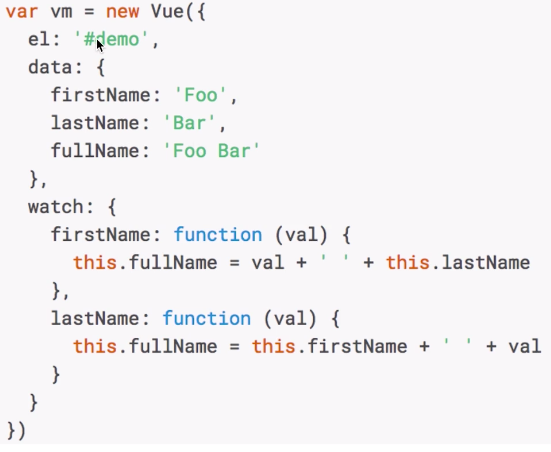 var vm = new Vue({
  el: '#demo',
  data: {
    firstName: 'Foo',
    lastName: 'Bar',
    fullName: 'Foo Bar'
  },
  watch: {
    firstName: function (val) {
      this.fullName = val + ' ' + this.lastName
    },
    lastName: function (val) {
      this.fullName = this.firstName + ' ' + val
    }
  }
})